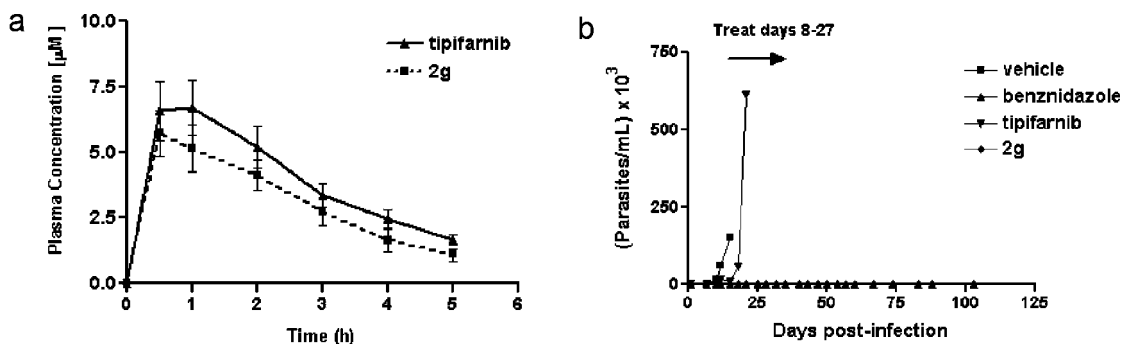 a
10.0
7.5
5.0
2.5
0.0
Plasma Concentration [µM]
0 1 2 3 4 5 6
Time (h)
tipifarnib
2g
b
Treat days 8-27
750
500
250
0
(Parasites/mL) x 10³
0 25 50 75 100 125
Days post-infection
vehicle
benznidazole
tipifarnib
2g